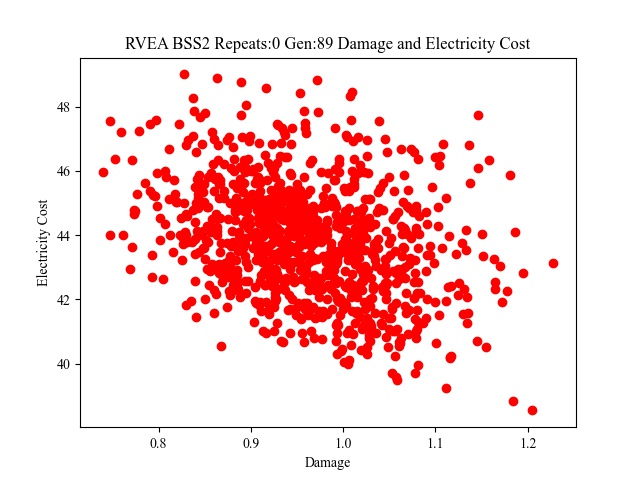 RVEA BSS2 Repeats:0 Gen:89 Damage and Electricity Cost
48
46
44
42
40
Electricity Cost
0.8 0.9 1.0 1.1 1.2
Damage